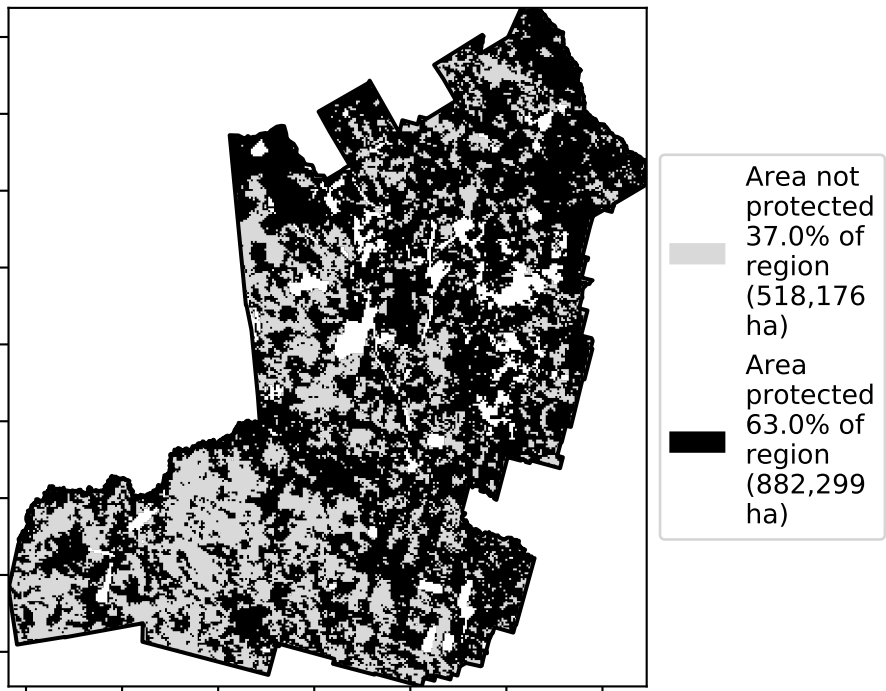 Area not
protected
37.0% of
region
(518,176
ha)
Area
protected
63.0% of
region
(882,299
ha)